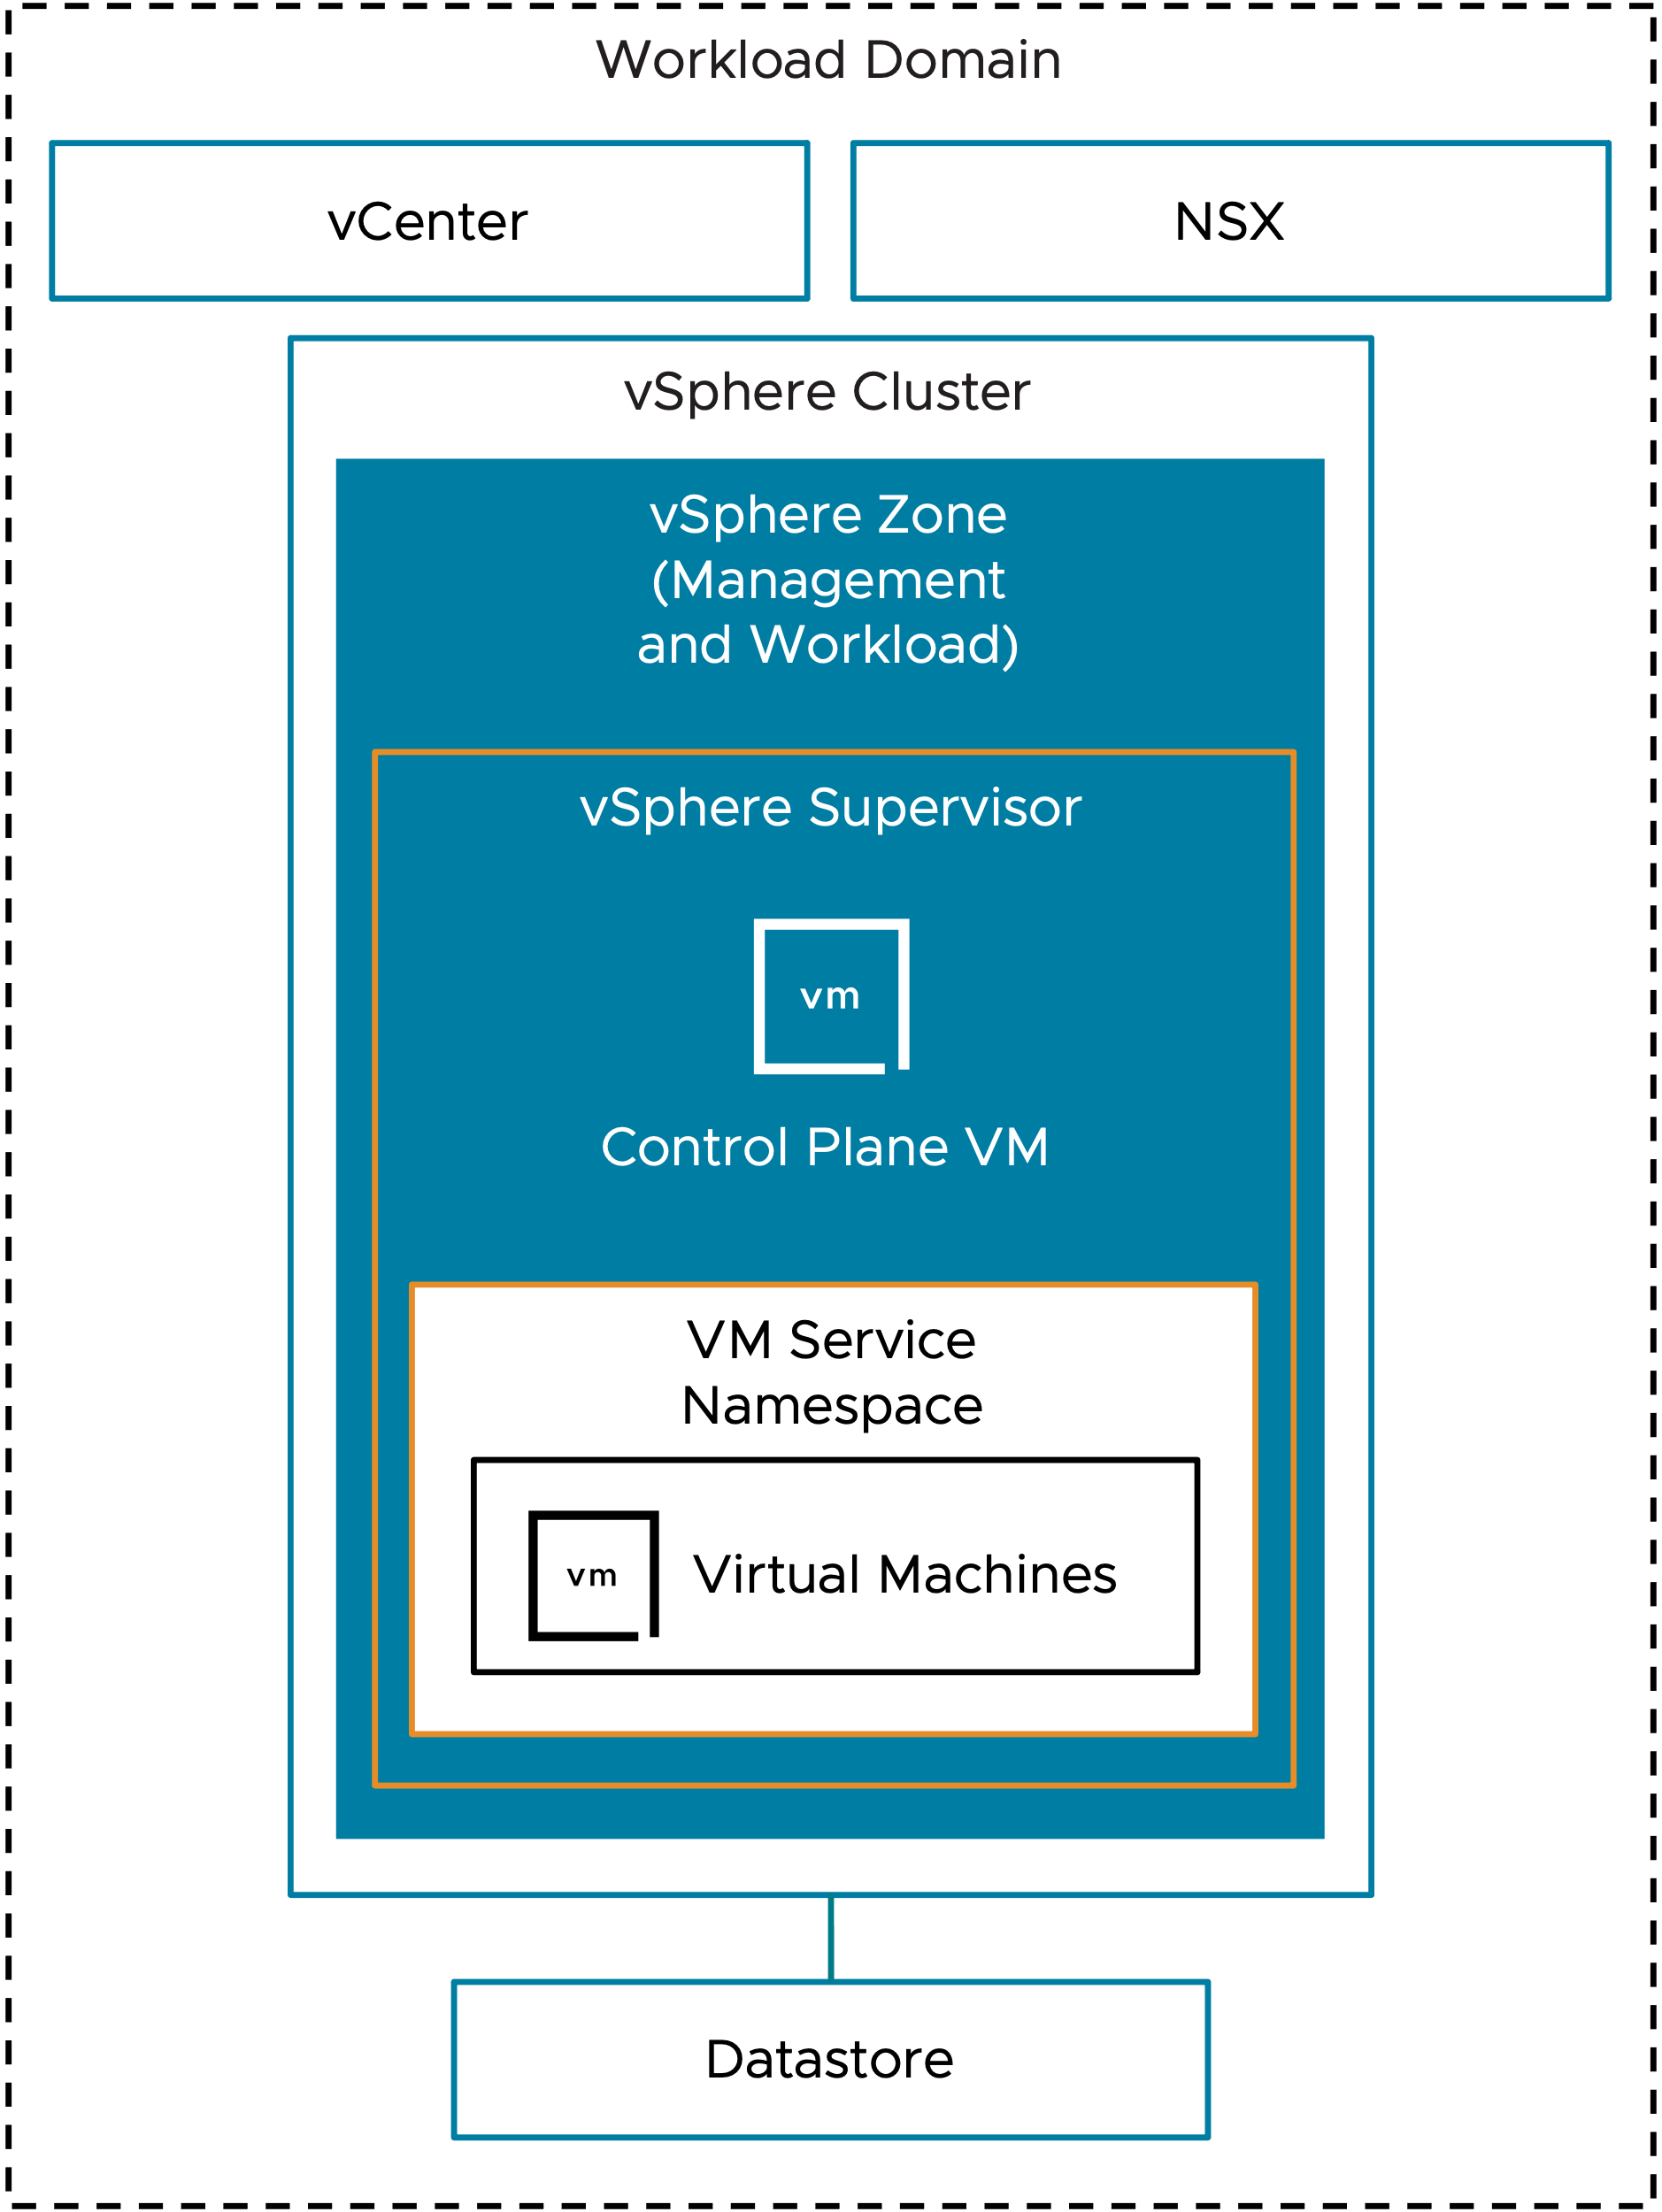 Workload Domain
vCenter
NSX
vSphere Cluster
vSphere Zone
(Management
and Workload)
vSphere Supervisor
vm
Control Plane VM
VM Service
Namespace
vm
Virtual Machines
Datastore